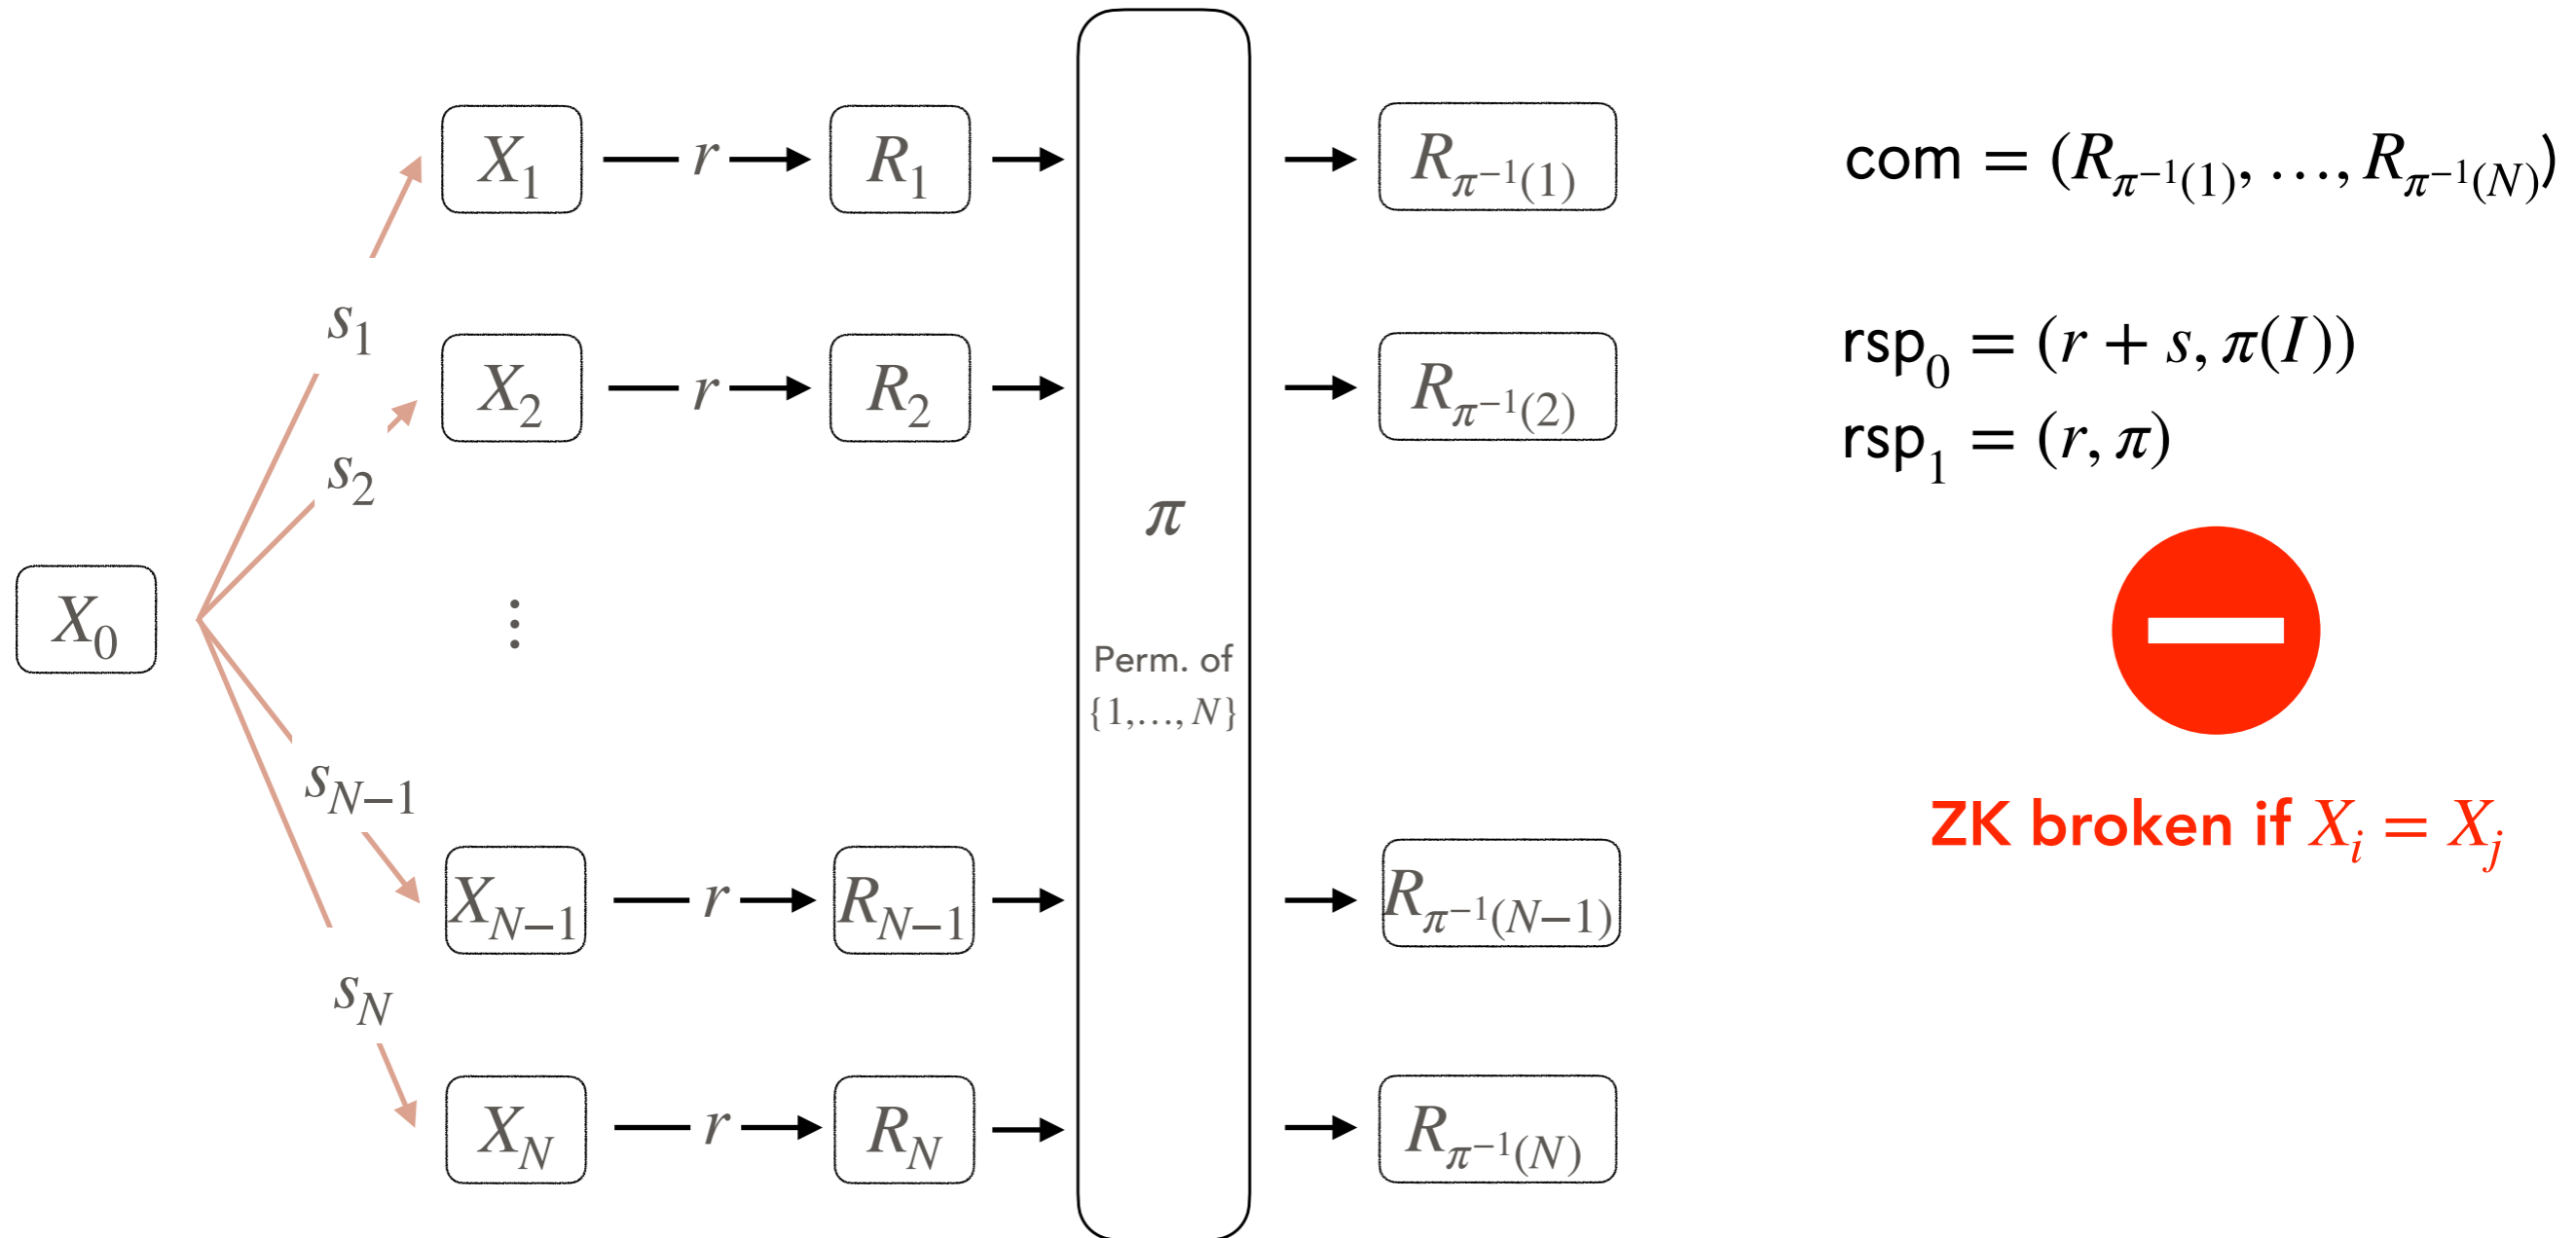 X_1 r R_1 R_{π^{-1}(1)} com = (R_{π^{-1}(1)}, …, R_{π^{-1}(N)})
s_1
X_2 r R_2 R_{π^{-1}(2)} rsp_0 = (r + s, π(I))
rsp_1 = (r, π)
s_2
π
X_0 ⋮
Perm. of
{1,…, N}
s_{N-1}
ZK broken if X_i = X_j
X_{N-1} r R_{N-1} R_{π^{-1}(N-1)}
s_N
X_N r R_N R_{π^{-1}(N)}